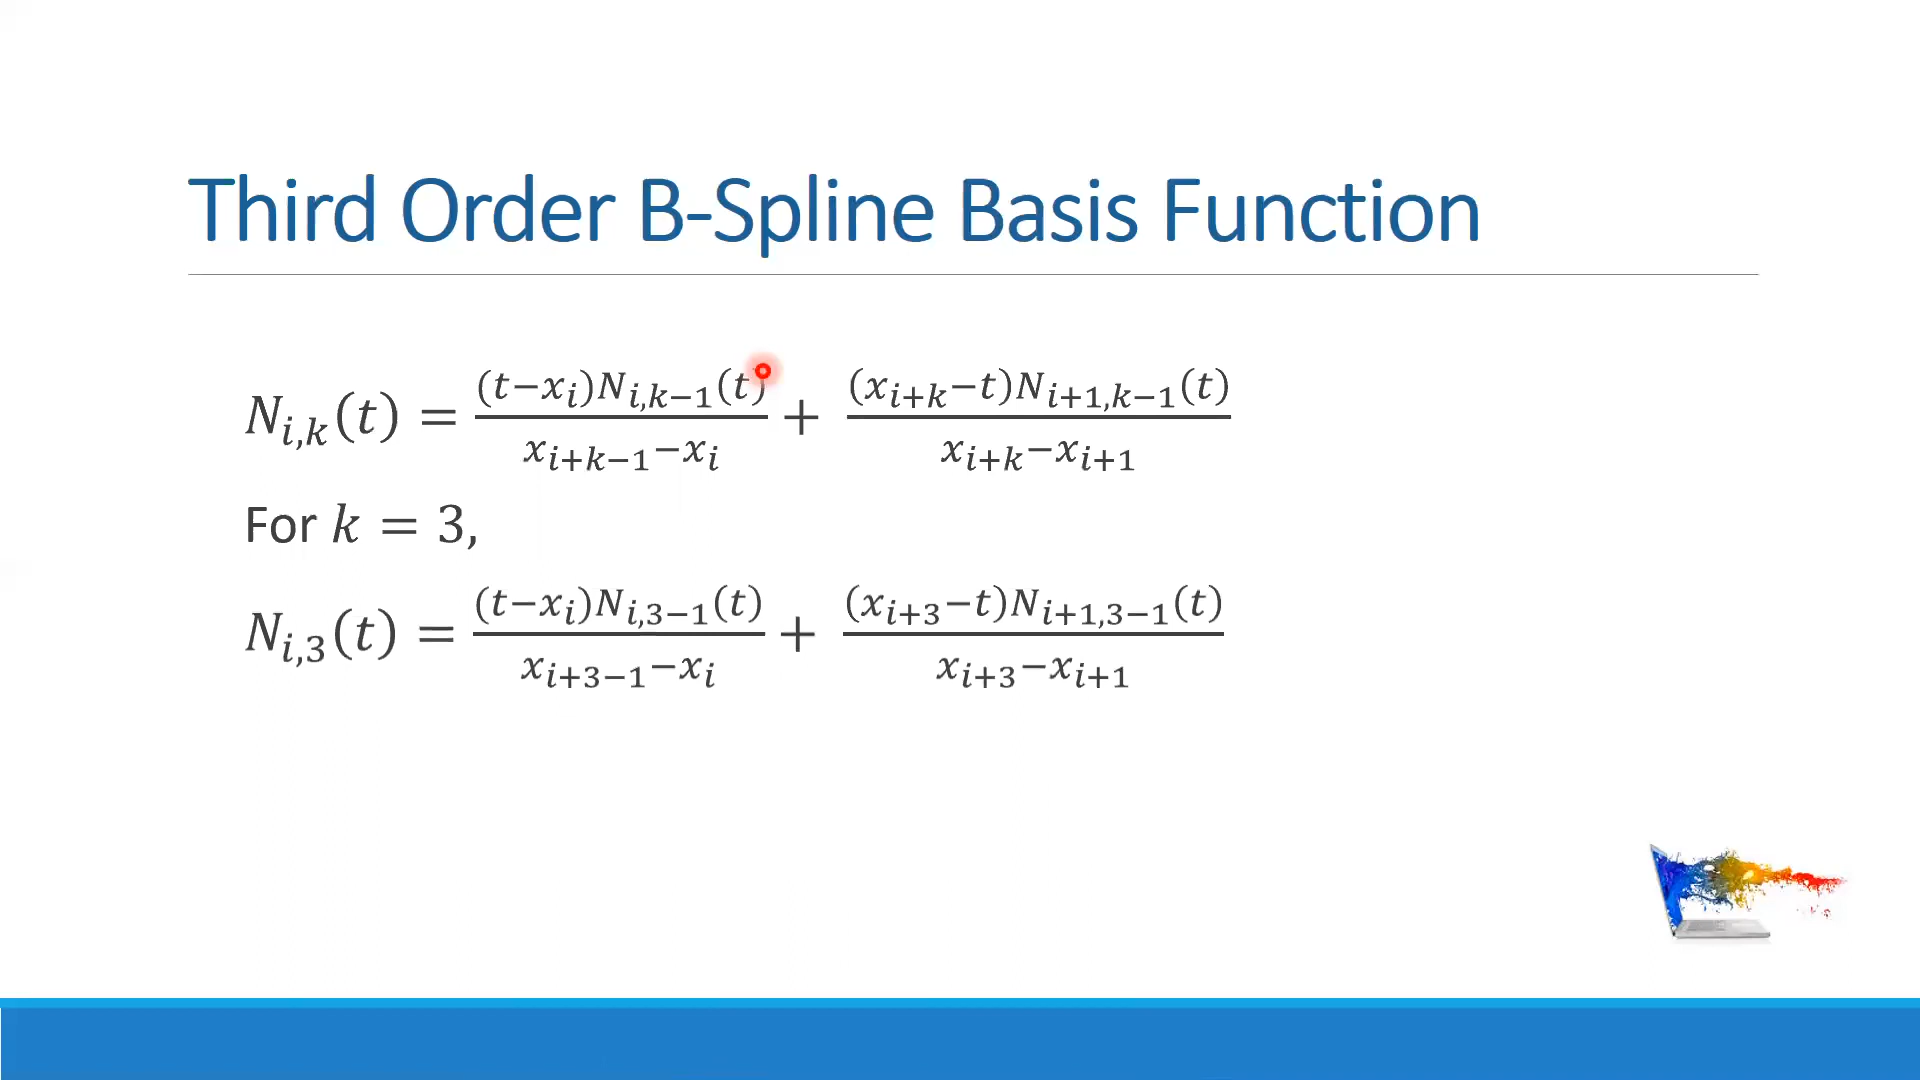 Third Order B-Spline Basis Function
$N_{i,k}(t) = \frac{(t-x_i)N_{i,k-1}(t)}{x_{i+k-1}-x_i} + \frac{(x_{i+k}-t)N_{i+1,k-1}(t)}{x_{i+k}-x_{i+1}}$
For $k = 3$,
$N_{i,3}(t) = \frac{(t-x_i)N_{i,3-1}(t)}{x_{i+3-1}-x_i} + \frac{(x_{i+3}-t)N_{i+1,3-1}(t)}{x_{i+3}-x_{i+1}}$